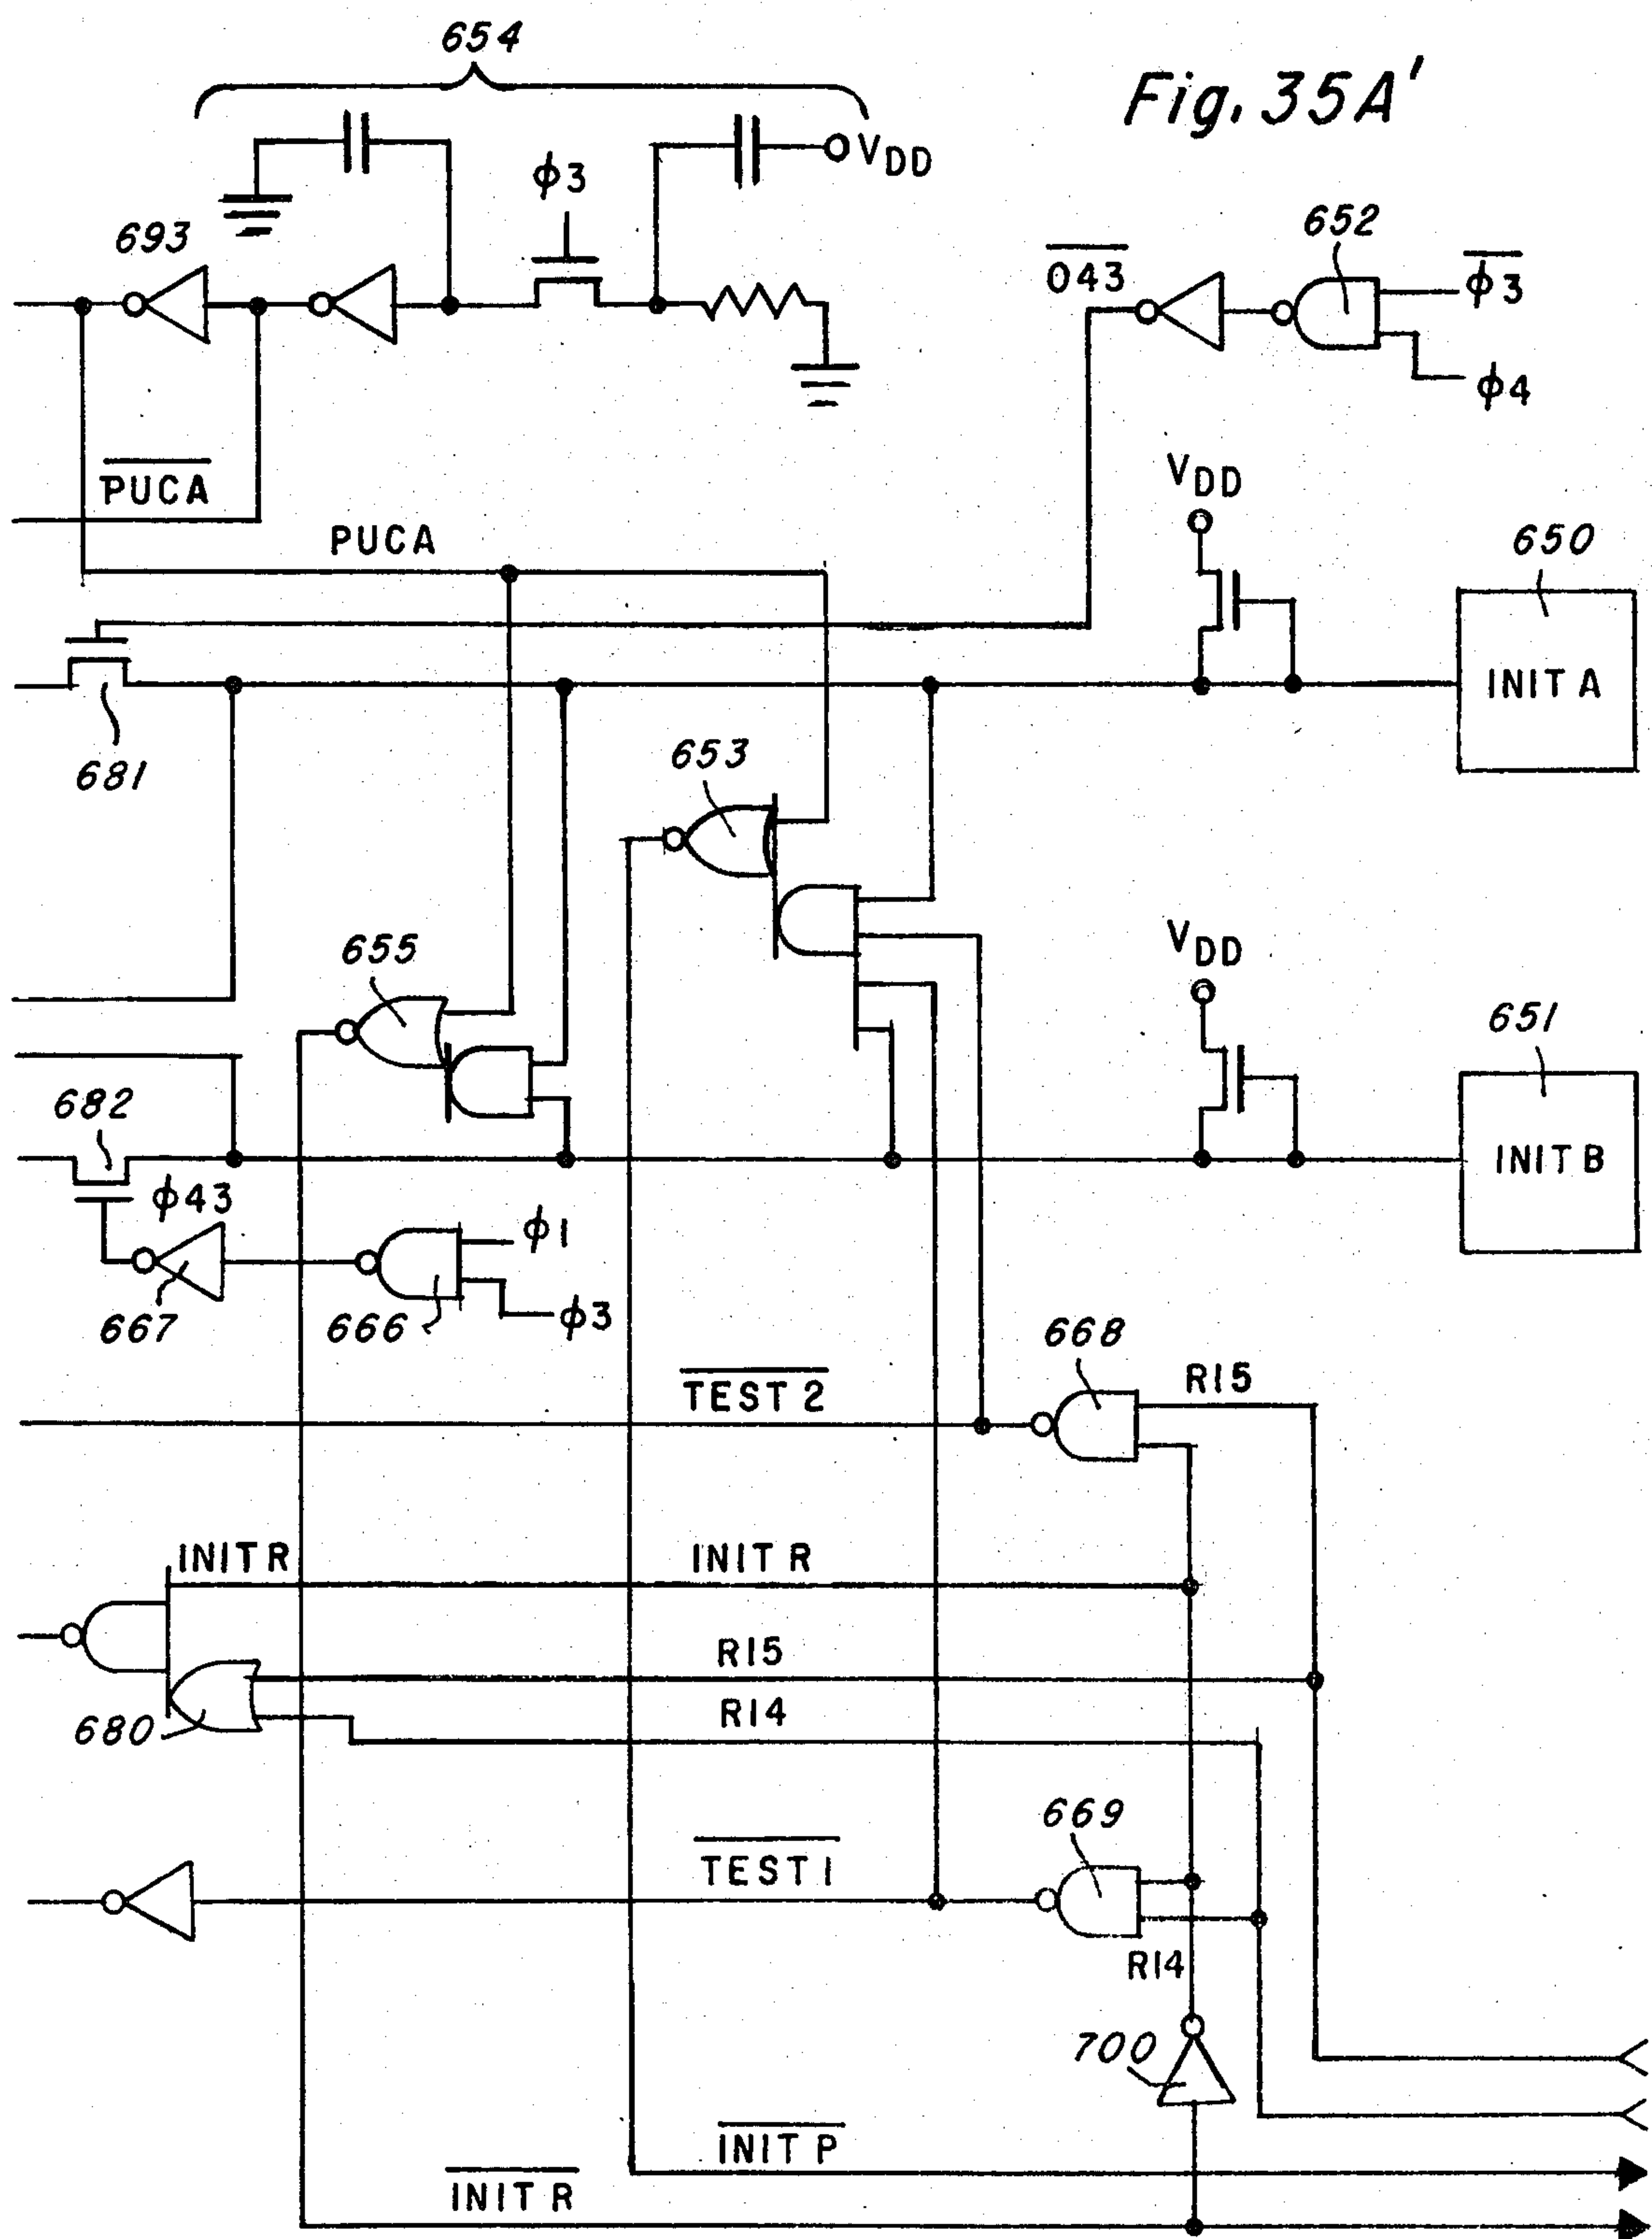 654
Fig. 35A'
VDD
ϕ3
693
652
043
ϕ3
ϕ4
PUCA
VDD
PUCA
650
INIT A
681
653
VDD
655
651
682
INIT B
ϕ43
ϕ1
667
666
ϕ3
668
R15
TEST 2
INIT R
INIT R
R15
R14
680
669
TEST 1
R14
700
INIT P
INIT R